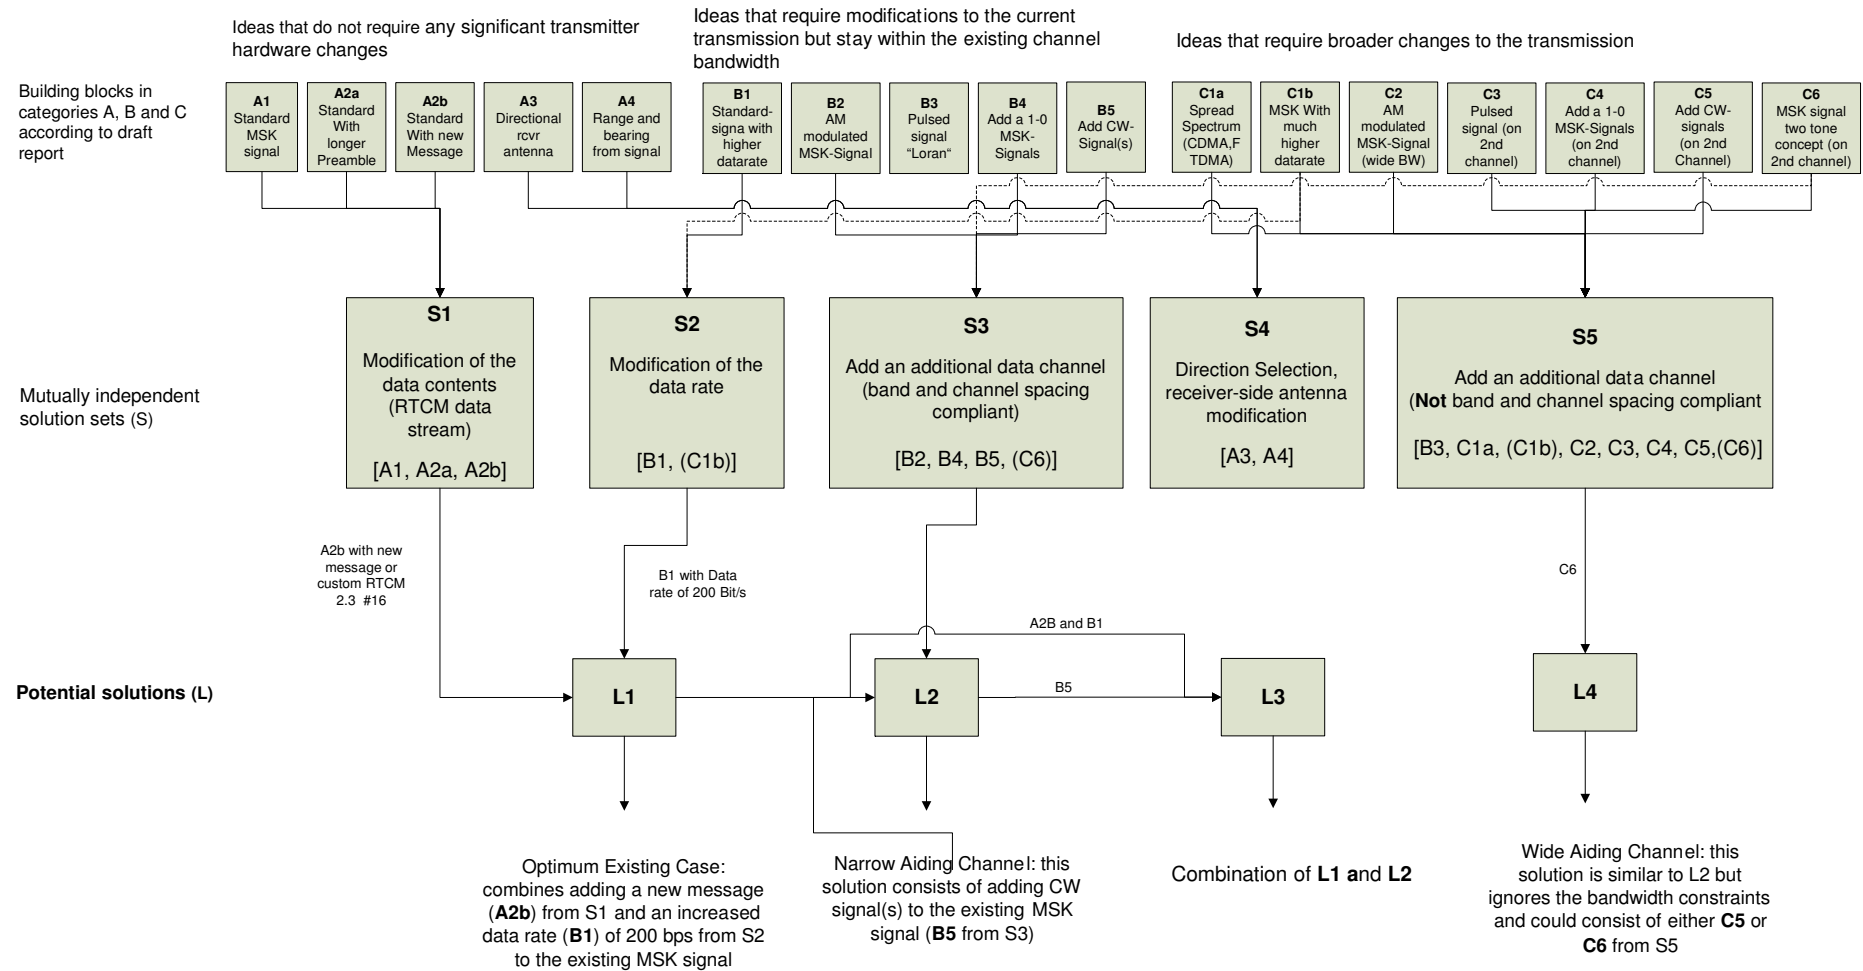 Ideas that do not require any significant transmitter
hardware changes
Ideas that require modifications to the current
transmission but stay within the existing channel
bandwidth
Ideas that require broader changes to the transmission
Building blocks in
categories A, B and C
according to draft
report
A1
Standard
MSK
signal
A2a
Standard
With
longer
Preamble
A2b
Standard
With new
Message
A3
Directional
rcvr
antenna
A4
Range and
bearing
from signal
B1
Standard-
signa with
higher
datarate
B2
AM
modulated
MSK-Signal
B3
Pulsed
signal
“Loran“
B4
Add a 1-0
MSK-
Signals
B5
Add CW-
Signal(s)
C1a
Spread
Spectrum
(CDMA,F
TDMA)
C1b
MSK With
much
higher
datarate
C2
AM
modulated
MSK-Signal
(wide BW)
C3
Pulsed
signal (on
2nd
channel)
C4
Add a 1-0
MSK-Signals
(on 2nd
channel)
C5
Add CW-
signals
(on 2nd
Channel)
C6
MSK signal
two tone
concept (on
2nd channel)
Mutually independent
solution sets (S)
S1
Modification of the
data contents
(RTCM data
stream)
[A1, A2a, A2b]
S2
Modification of the
data rate
[B1, (C1b)]
S3
Add an additional data channel
(band and channel spacing
compliant)
[B2, B4, B5, (C6)]
S4
Direction Selection,
receiver-side antenna
modification
[A3, A4]
S5
Add an additional data channel
(Not band and channel spacing compliant
[B3, C1a, (C1b), C2, C3, C4, C5,(C6)]
A2b with new
message or
custom RTCM
2.3 #16
B1 with Data
rate of 200 Bit/s
A2B and B1
B5
C6
Potential solutions (L)
L1
L2
L3
L4
Optimum Existing Case:
combines adding a new message
(A2b) from S1 and an increased
data rate (B1) of 200 bps from S2
to the existing MSK signal
Narrow Aiding Channel: this
solution consists of adding CW
signal(s) to the existing MSK
signal (B5 from S3)
Combination of L1 and L2
Wide Aiding Channel: this
solution is similar to L2 but
ignores the bandwidth constraints
and could consist of either C5 or
C6 from S5